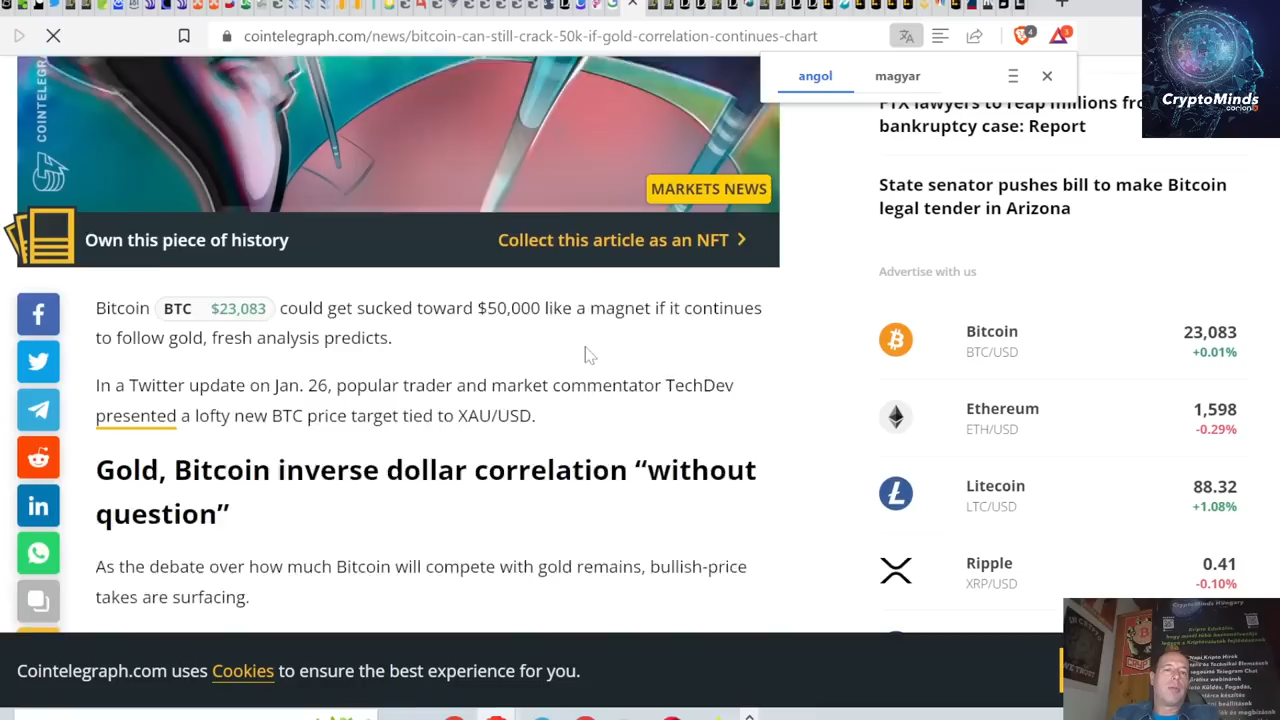 cointelegraph.com/news/bitcoin-can-still-crack-50k-if-gold-correlation-continues-chart
4
3
angol
magyar
CryptoMinds
COINTELEGRA
MARKETS NEWS
Own this piece of history
Collect this article as an NFT
Bitcoin BTC $23,083 could get sucked toward $50,000 like a magnet if it continues
to follow gold, fresh analysis predicts.
In a Twitter update on Jan. 26, popular trader and market commentator TechDev
presented a lofty new BTC price target tied to XAU/USD.
Gold, Bitcoin inverse dollar correlation “without
question”
As the debate over how much Bitcoin will compete with gold remains, bullish-price
takes are surfacing.
FTX lawyers to reap millions fro
bankruptcy case: Report
State senator pushes bill to make Bitcoin
legal tender in Arizona
Advertise with us
Bitcoin 23,083
BTC/USD +0.01%
Ethereum 1,598
ETH/USD -0.29%
Litecoin 88.32
LTC/USD +1.08%
Ripple 0.41
XRP/USD -0.10%
Cointelegraph.com uses Cookies to ensure the best experience for you.
CryptoMinds Hungary